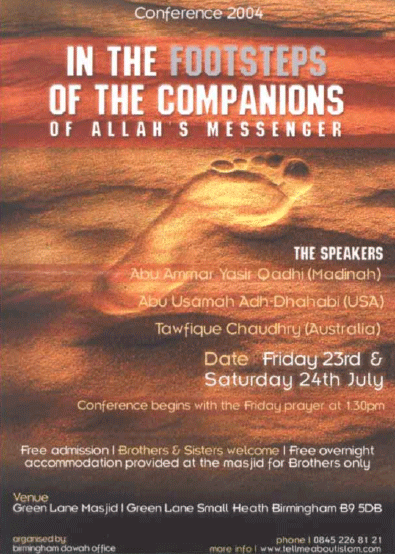 Conference 2004
IN THE FOOTSTEPS
OF THE COMPANIONS
OF ALLAH'S MESSENGER
THE SPEAKERS
Abu Ammar Yasir Qadhi (Madinah)
Abu Usamah Adh-Dhahabi (USA)
Tawfique Chaudhry (Australia)
Date : Friday 23rd &
Saturday 24th July
Conference begins with the Friday prayer at 1.30pm
Free admission | Brothers & Sisters welcome | Free overnight
accommodation provided at the masjid for Brothers only
Venue
Green Lane Masjid | Green Lane Small Heath Birmingham B9 5DB
organised by:
birmingham dawah office
phone | 0845 226 81 21
more info | www.tellmeaboutislam.com